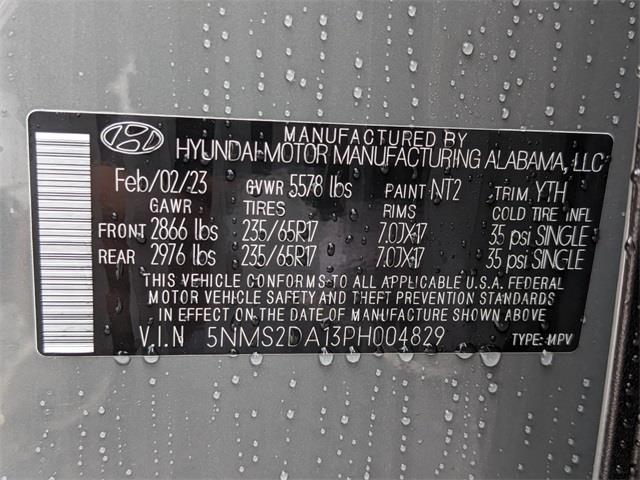 MANUFACTURED BY
HYUNDAI MOTOR MANUFACTURING ALABAMA, LLC
Feb/02/23 GVWR 5578 lbs PAINT NT2 TRIM YTH
GAWR TIRES RIMS COLD TIRE INFL
FRONT 2866 lbs 235/65R17 7.0JX17 35 psi SINGLE
REAR 2976 lbs 235/65R17 7.0JX17 35 psi SINGLE
THIS VEHICLE CONFORMS TO ALL APPLICABLE U.S.A. FEDERAL
MOTOR VEHICLE SAFETY AND THEFT PREVENTION STANDARDS
IN EFFECT ON THE DATE OF MANUFACTURE SHOWN ABOVE
V.I.N 5NMS2DA13PH004829 TYPE: MPV